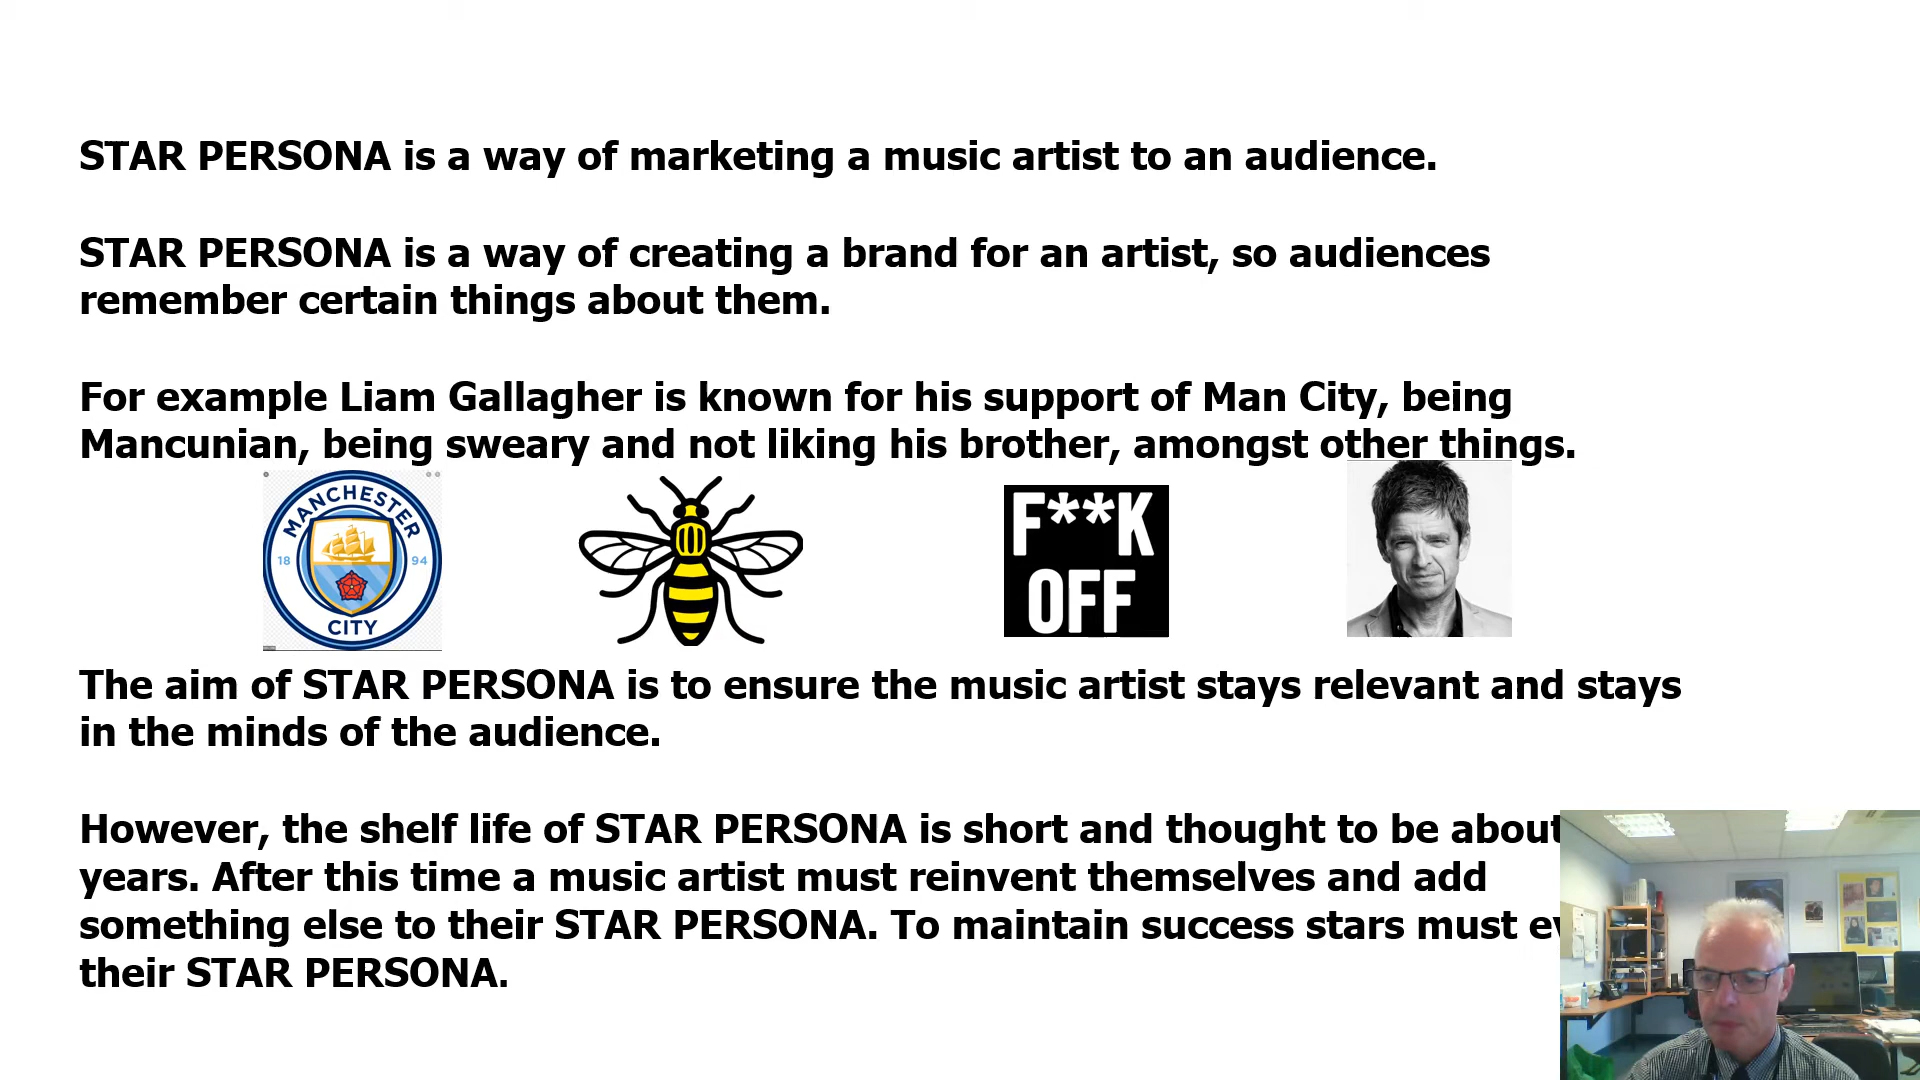 STAR PERSONA is a way of marketing a music artist to an audience.
STAR PERSONA is a way of creating a brand for an artist, so audiences
remember certain things about them.
For example Liam Gallagher is known for his support of Man City, being
Mancunian, being sweary and not liking his brother, amongst other things.
MANCHESTER
18 94
CITY
F**K
OFF
The aim of STAR PERSONA is to ensure the music artist stays relevant and stays
in the minds of the audience.
However, the shelf life of STAR PERSONA is short and thought to be about
years. After this time a music artist must reinvent themselves and add
something else to their STAR PERSONA. To maintain success stars must
their STAR PERSONA.